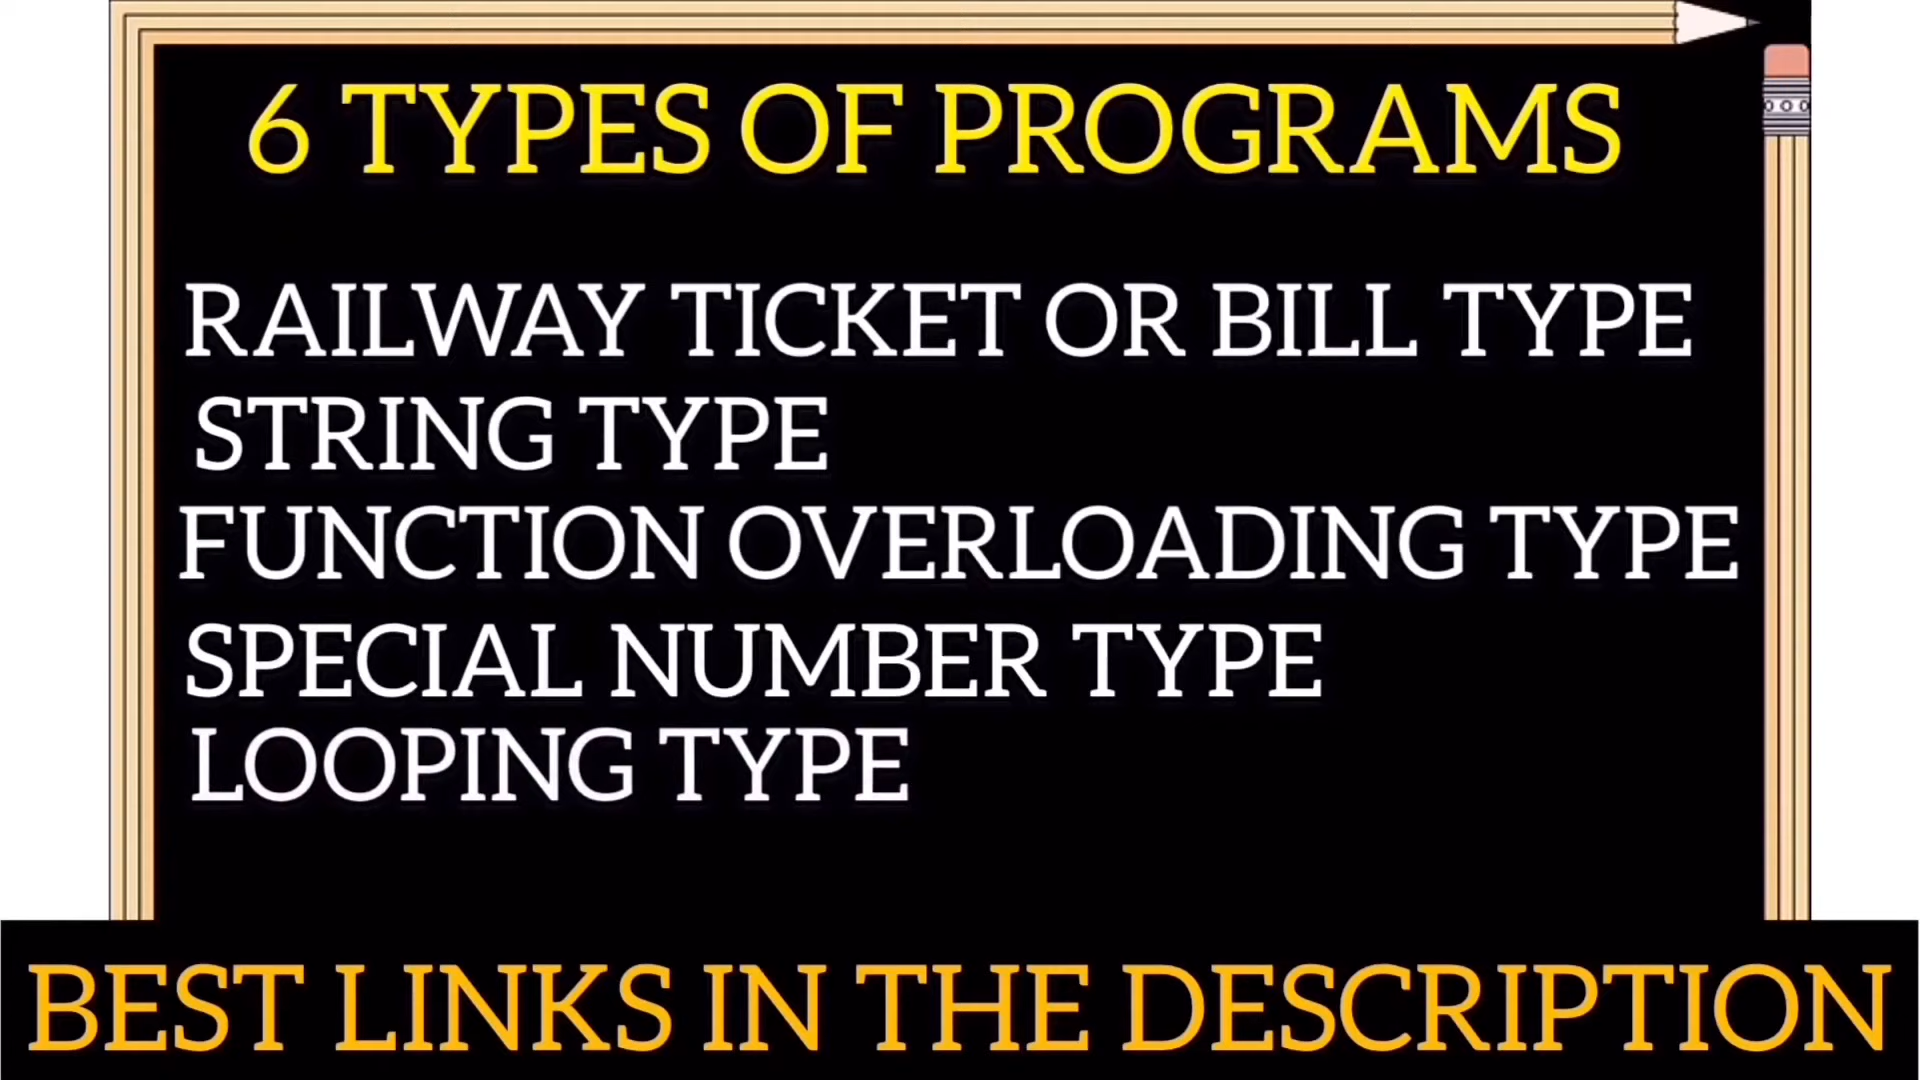 6 TYPES OF PROGRAMS
RAILWAY TICKET OR BILL TYPE
STRING TYPE
FUNCTION OVERLOADING TYPE
SPECIAL NUMBER TYPE
LOOPING TYPE
BEST LINKS IN THE DESCRIPTION